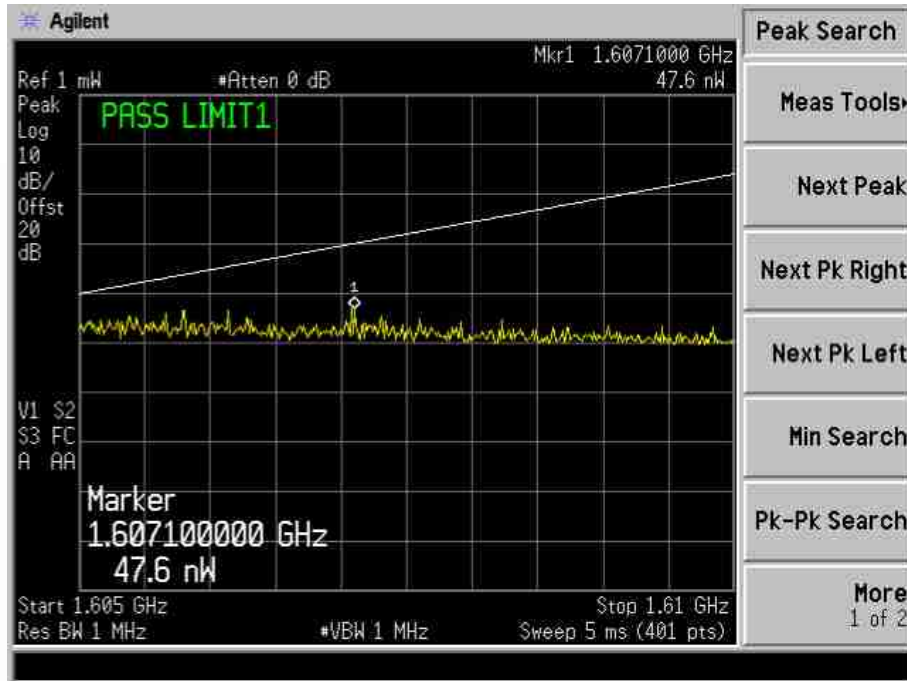 Agilent
Peak Search
Mkr1 1.6071000 GHz
Ref 1 mW #Atten 0 dB 47.6 nW
Peak
Log
10
dB/
Offst
20
dB
PASS LIMIT1
Meas Tools
Next Peak
Next Pk Right
1
Next Pk Left
V1 S2
S3 FC
A AA
Min Search
Marker
1.607100000 GHz
47.6 nW
Pk-Pk Search
Start 1.605 GHz Stop 1.61 GHz
Res BW 1 MHz #VBW 1 MHz Sweep 5 ms (401 pts)
More
1 of 2